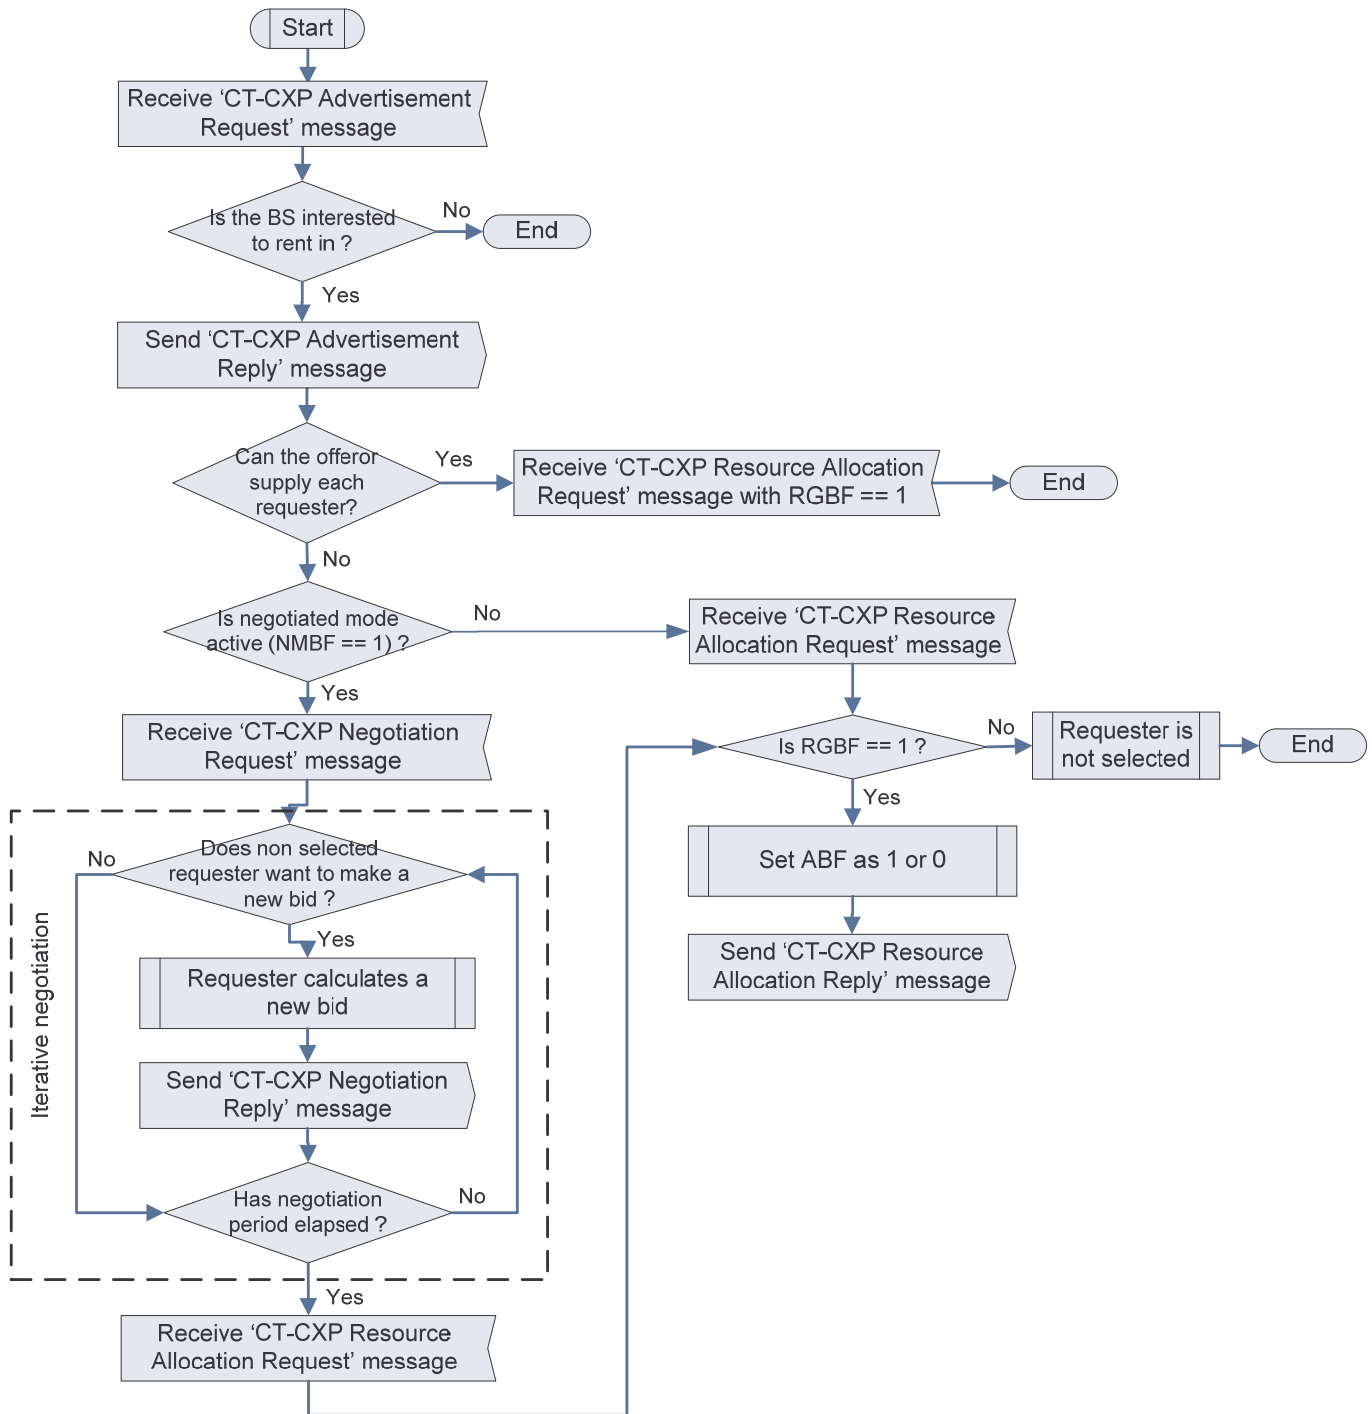 Start
Receive ‘CT-CXP Advertisement
Request’ message
Is the BS interested
to rent in ?
No
End
Yes
Send ‘CT-CXP Advertisement
Reply’ message
Can the offeror
supply each
requester?
Yes
Receive ‘CT-CXP Resource Allocation
Request’ message with RGBF == 1
End
No
Is negotiated mode
active (NMBF == 1) ?
No
Receive ‘CT-CXP Resource
Allocation Request’ message
Yes
Receive ‘CT-CXP Negotiation
Request’ message
Is RGBF == 1 ?
No
Requester is
not selected
End
Yes
Set ABF as 1 or 0
Send ‘CT-CXP Resource
Allocation Reply’ message
Iterative negotiation
Does non selected
requester want to make a
new bid ?
No
Yes
Requester calculates a
new bid
Send ‘CT-CXP Negotiation
Reply’ message
Has negotiation
period elapsed ?
No
Yes
Receive ‘CT-CXP Resource
Allocation Request’ message